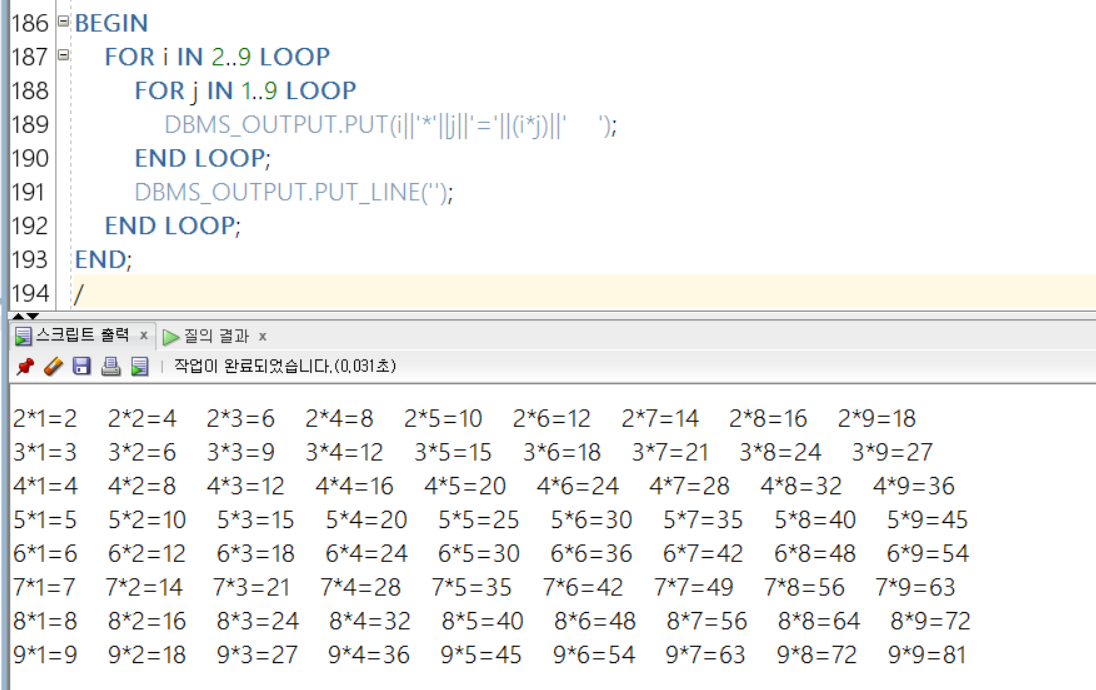 186 BEGIN
187 FOR i IN 2..9 LOOP
188 FOR j IN 1..9 LOOP
189 DBMS_OUTPUT.PUT(i||'*'||j||'='||(i*j)||'    ');
190 END LOOP;
191 DBMS_OUTPUT.PUT_LINE('');
192 END LOOP;
193 END;
194 /
스크립트 출력 x 질의 결과 x
작업이 완료되었습니다.(0,031초)
2*1=2 2*2=4 2*3=6 2*4=8 2*5=10 2*6=12 2*7=14 2*8=16 2*9=18
3*1=3 3*2=6 3*3=9 3*4=12 3*5=15 3*6=18 3*7=21 3*8=24 3*9=27
4*1=4 4*2=8 4*3=12 4*4=16 4*5=20 4*6=24 4*7=28 4*8=32 4*9=36
5*1=5 5*2=10 5*3=15 5*4=20 5*5=25 5*6=30 5*7=35 5*8=40 5*9=45
6*1=6 6*2=12 6*3=18 6*4=24 6*5=30 6*6=36 6*7=42 6*8=48 6*9=54
7*1=7 7*2=14 7*3=21 7*4=28 7*5=35 7*6=42 7*7=49 7*8=56 7*9=63
8*1=8 8*2=16 8*3=24 8*4=32 8*5=40 8*6=48 8*7=56 8*8=64 8*9=72
9*1=9 9*2=18 9*3=27 9*4=36 9*5=45 9*6=54 9*7=63 9*8=72 9*9=81